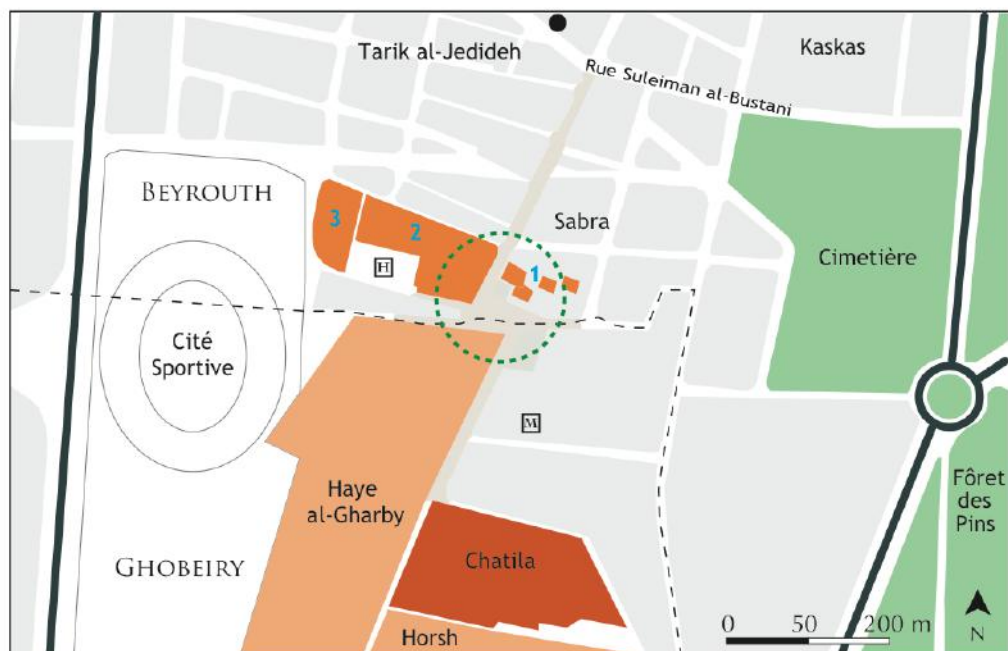 Tarik al-Jedideh
Kaskas
Rue Suleiman al-Bustani
BEYROUTH
3
2
Sabra
1
H
Cimetière
Cité
Sportive
M
Haye
al-Gharby
Fôret
des
Pins
GHOBEIRY
Chatila
Horsh
0 50 200 m
N